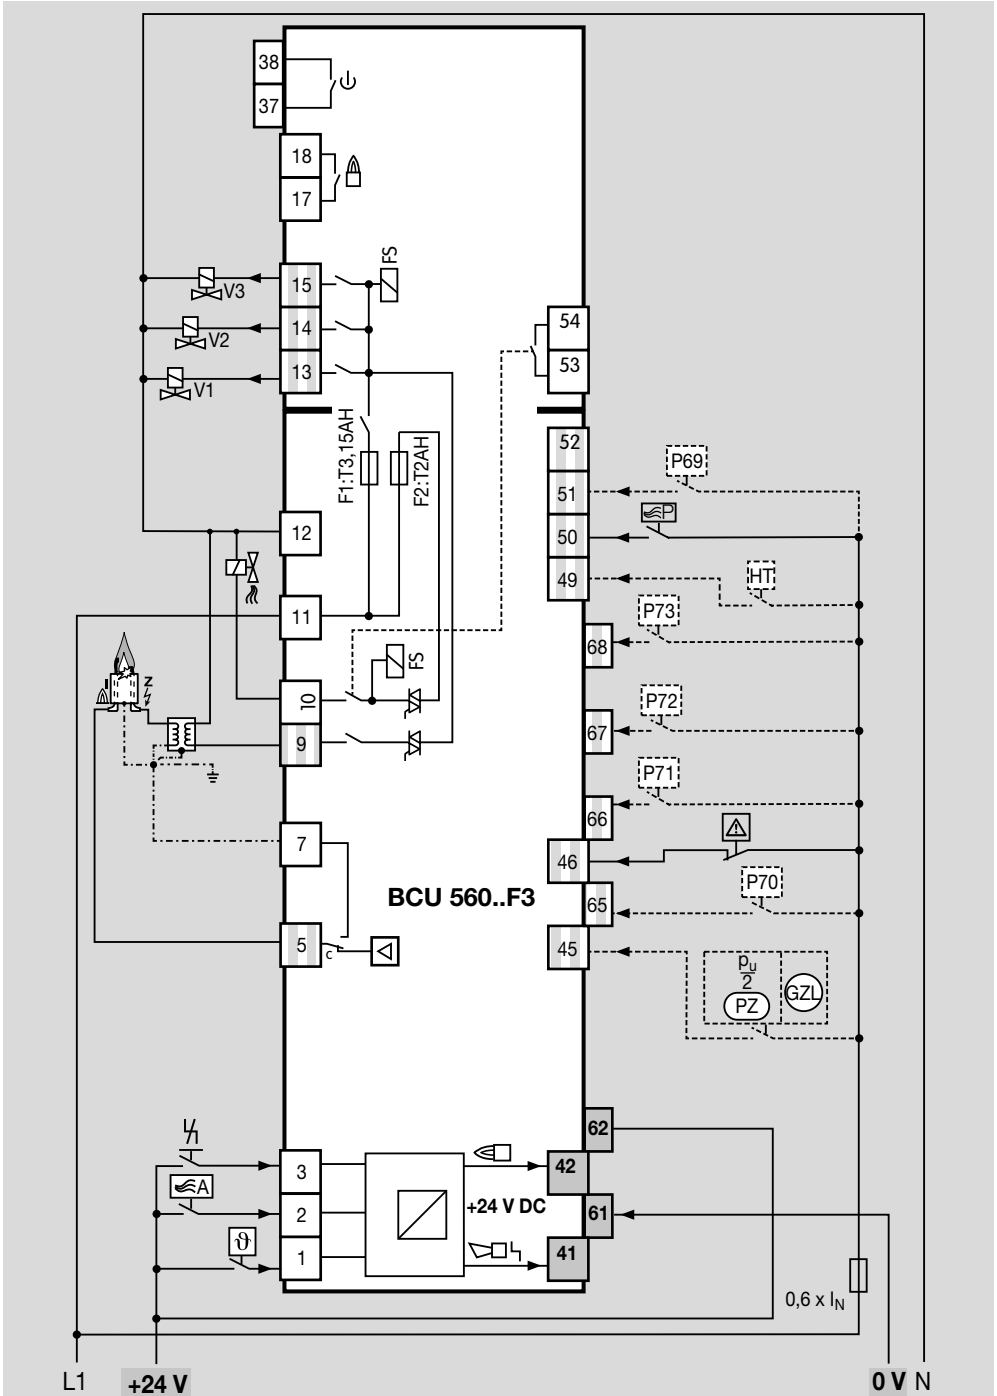 38
37
18
17
FS
15
V3
54
14
V2
53
13
V1
F1:T3,15AH
F2:T2AH
52
P69
51
P
12
50
49
HT
11
P73
68
FS
z
10
P72
67
9
P71
66
7
46
BCU 560..F3
P70
65
5
c
45
pu
2
PZ
GZL
62
3
42
A
2
+24 V DC
61
ϑ
1
41
0,6 x IN
L1
+24 V
0 V
N